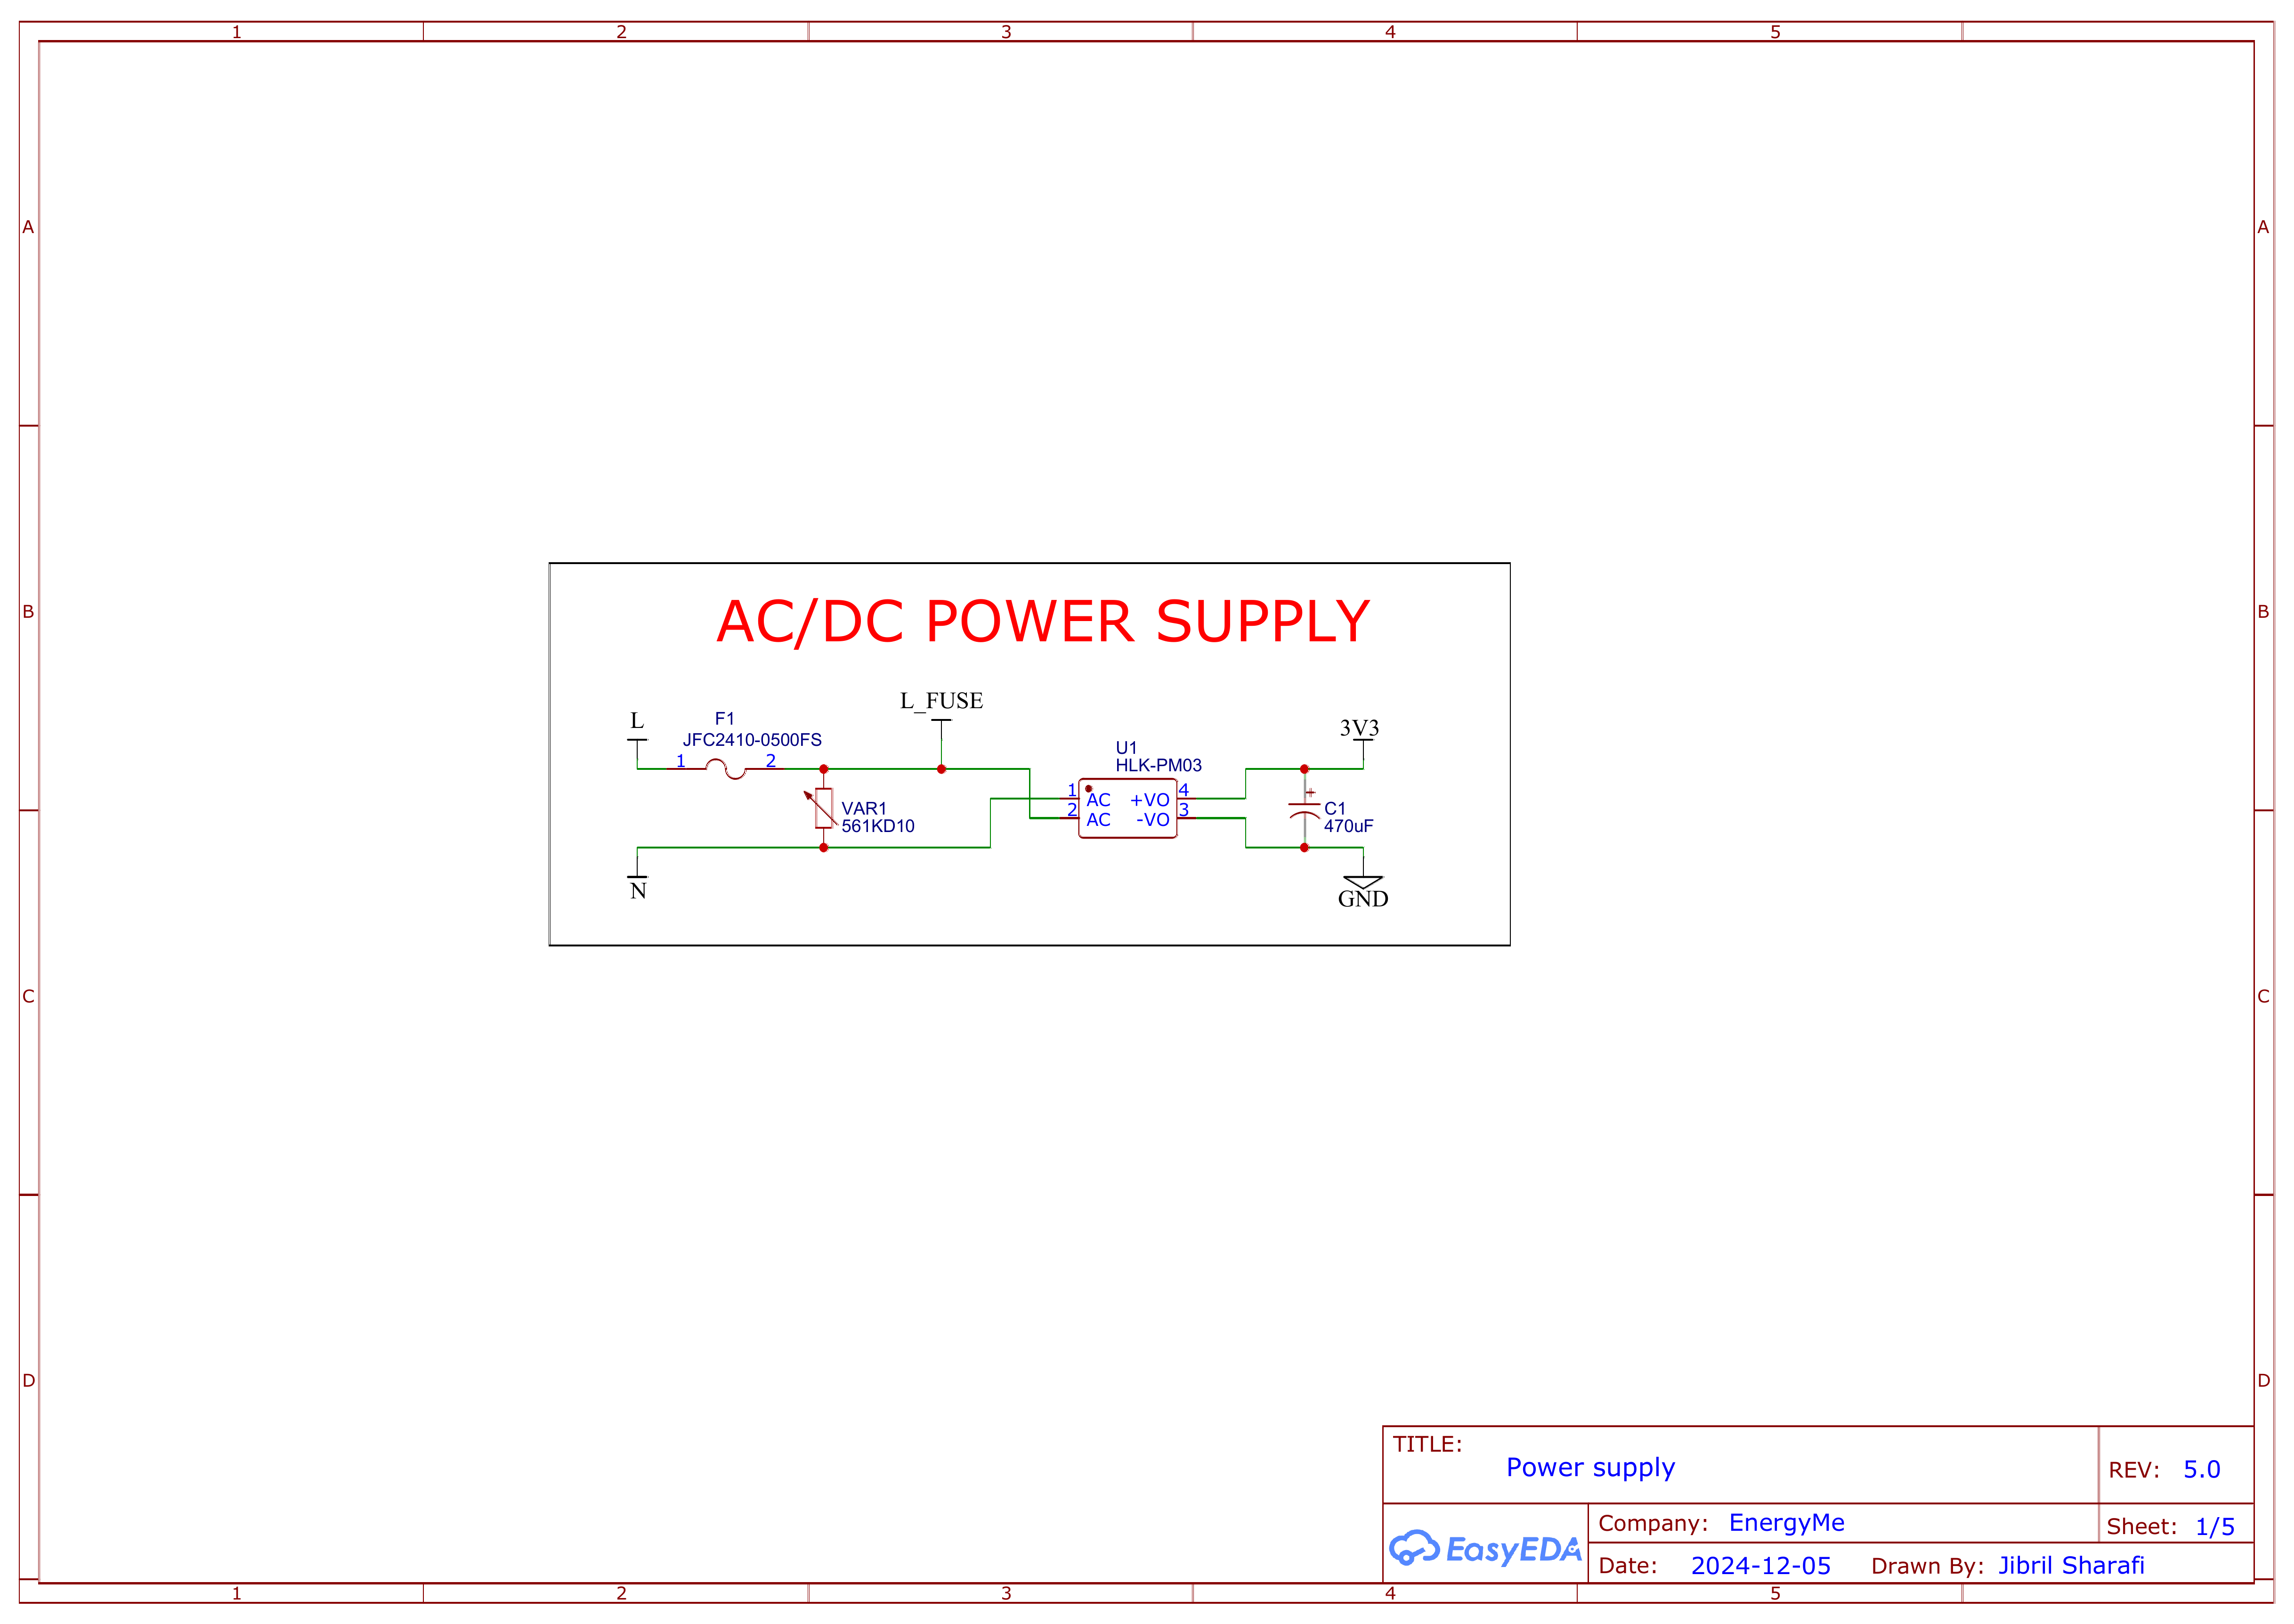 1 2 3 4 5
A A
B B
C C
D D
AC/DC POWER SUPPLY
L_FUSE
L
F1
JFC2410-0500FS
1 2
3V3
U1
HLK-PM03
1 AC +VO 4
2 AC -VO 3
VAR1
561KD10
+
C1
470uF
N
GND
TITLE:
Power supply
REV: 5.0
EasyEDA
Company: EnergyMe
Sheet: 1/5
Date: 2024-12-05 Drawn By: Jibril Sharafi
1 2 3 4 5